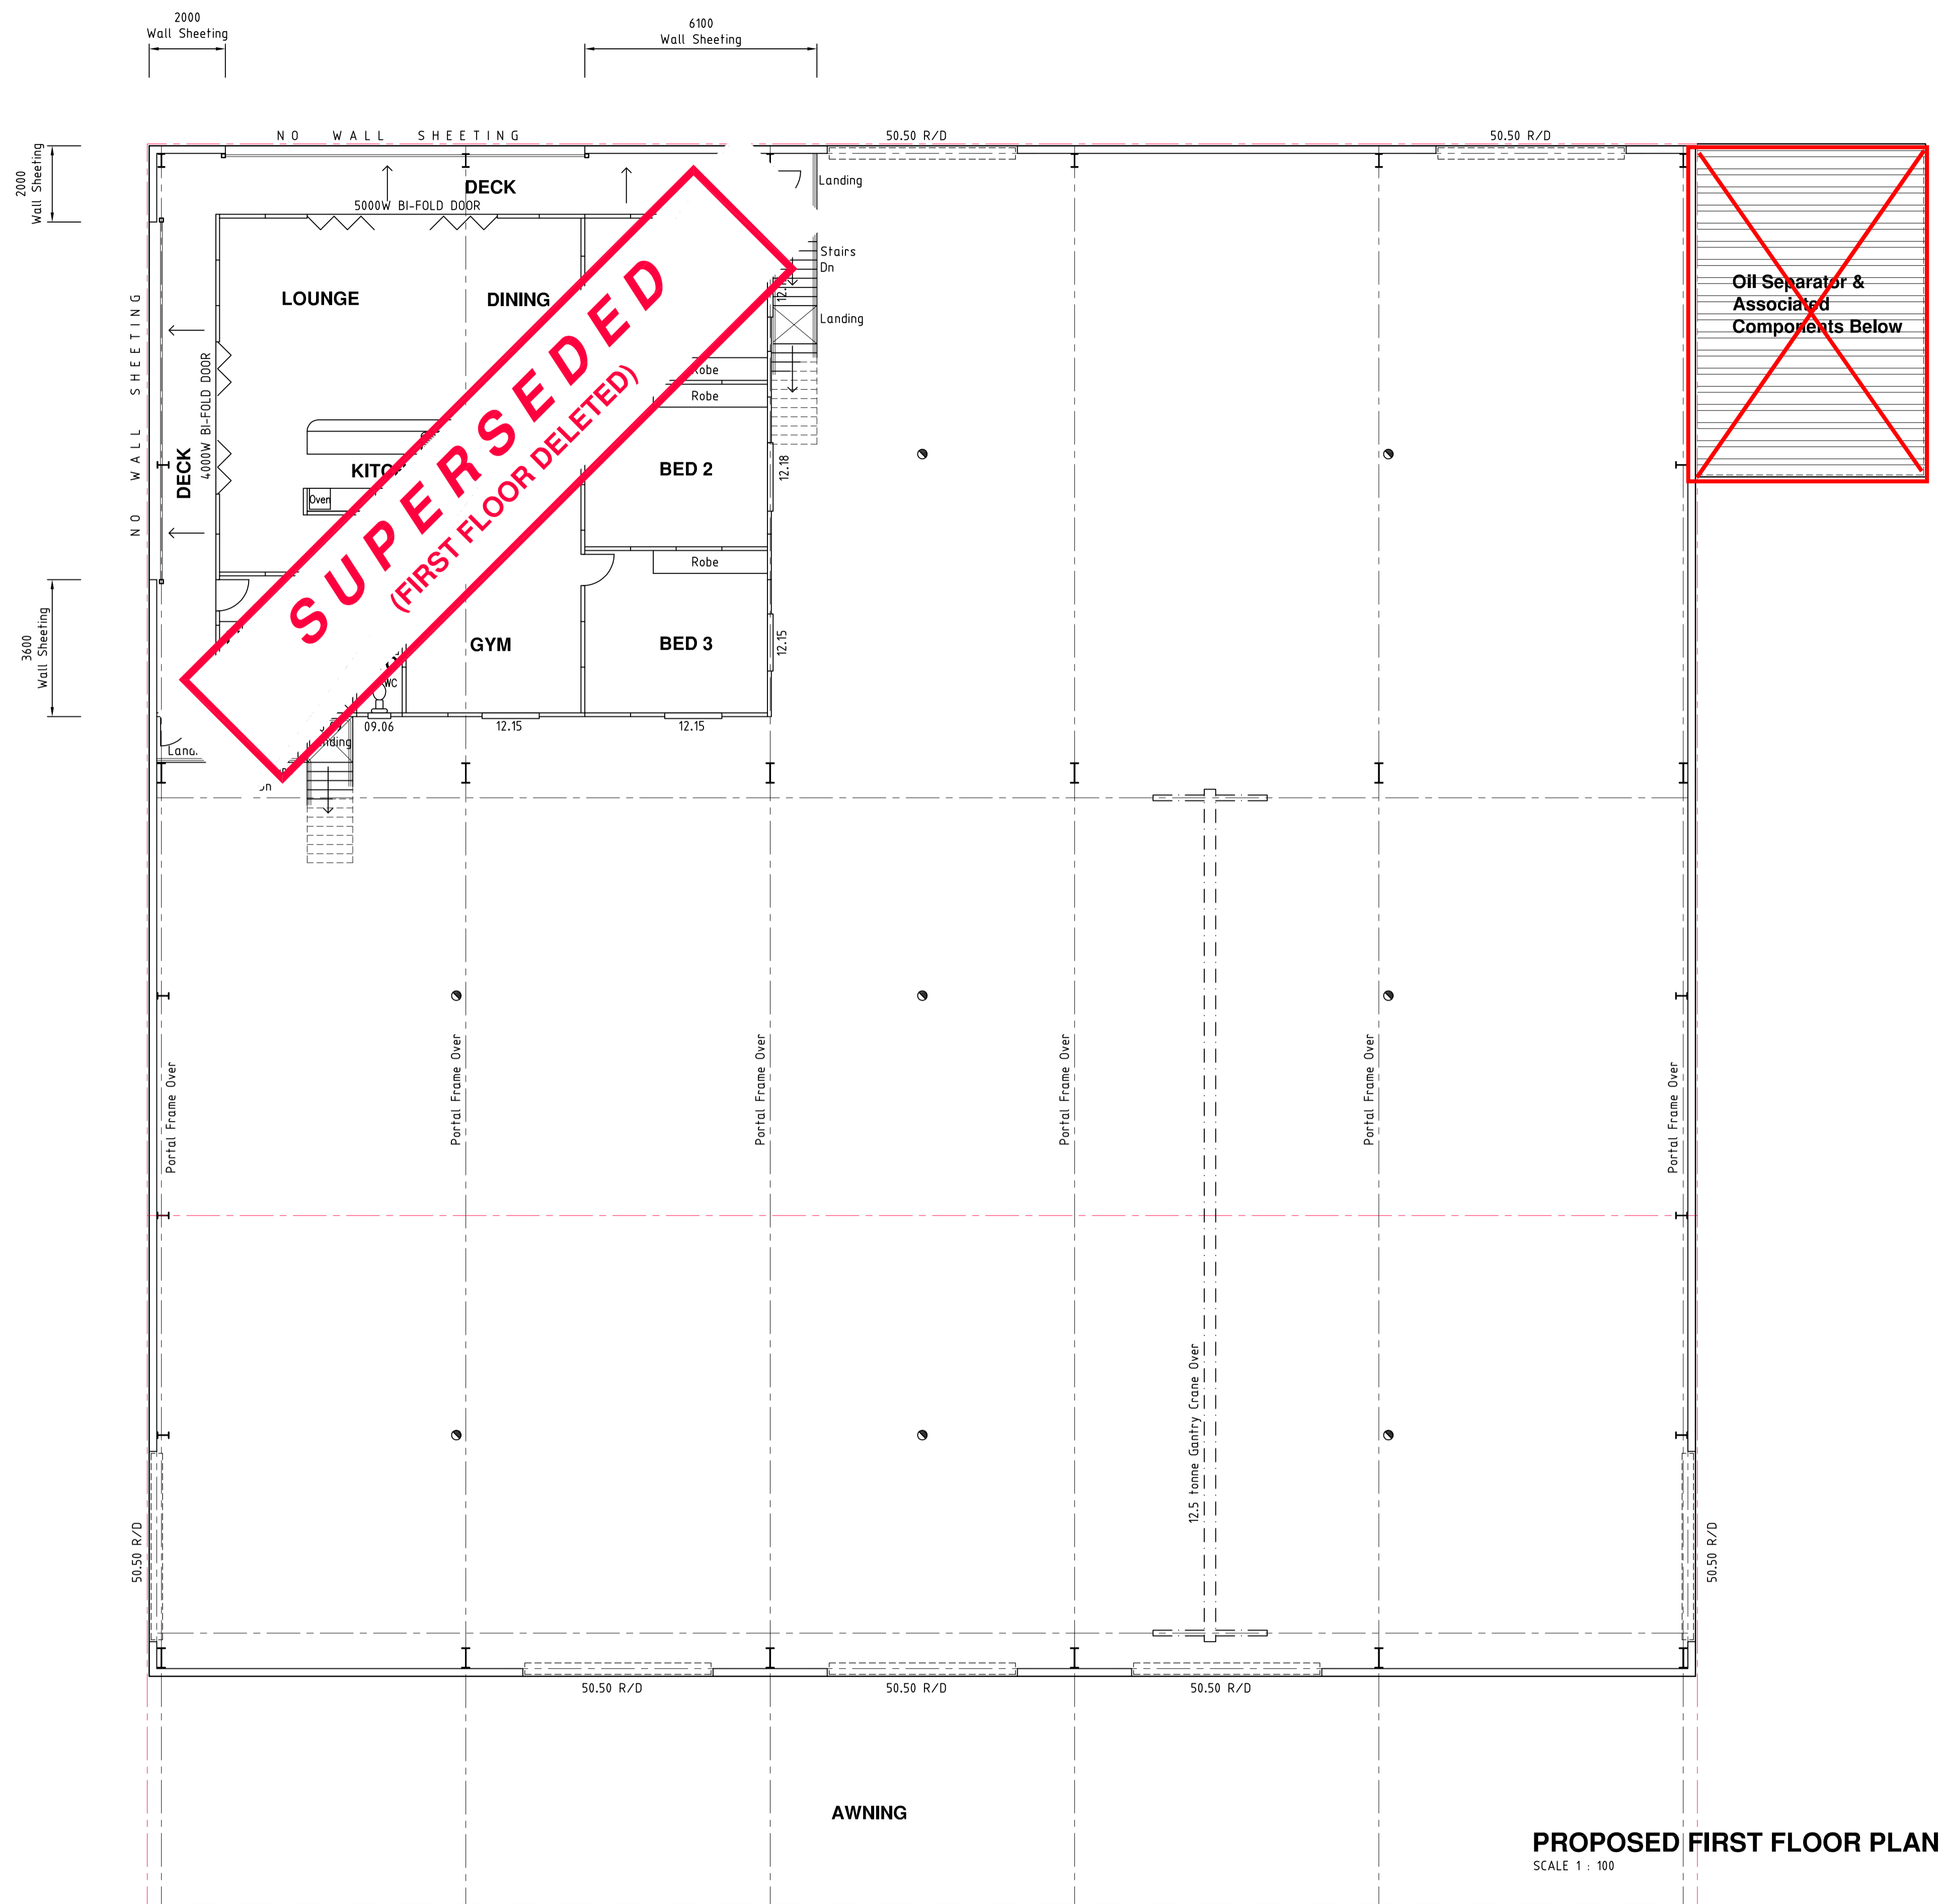 2000
Wall Sheeting
6100
Wall Sheeting
NO WALL SHEETING
50.50 R/D
50.50 R/D
2000
Wall Sheeting
DECK
5000W BI-FOLD DOOR
Landing
Stairs
Dn
Landing
LOUNGE
DINING
Oil Separator &
Associated
Components Below
NO WALL SHEETING
DECK
4000W BI-FOLD DOOR
Robe
Robe
SUPERSEDED
(FIRST FLOOR DELETED)
Oven
BED 2
12.18
Robe
3600
Wall Sheeting
GYM
BED 3
12.15
WC
09.06
12.15
12.15
Portal Frame Over
Portal Frame Over
Portal Frame Over
Portal Frame Over
Portal Frame Over
Portal Frame Over
12.5 tonne Gantry Crane Over
50.50 R/D
50.50 R/D
50.50 R/D
50.50 R/D
50.50 R/D
AWNING
PROPOSED FIRST FLOOR PLAN
SCALE 1 : 100